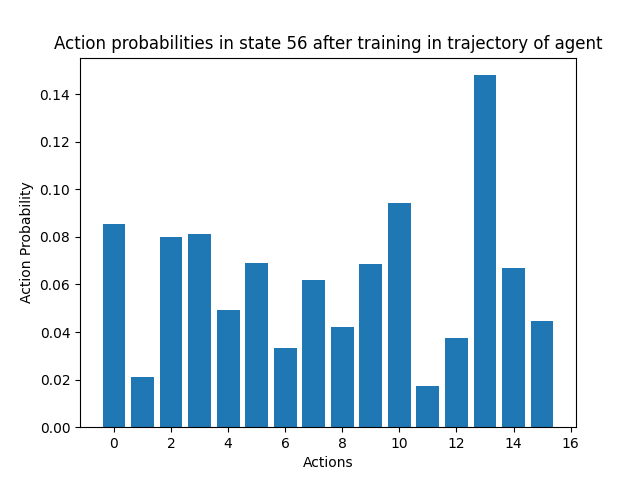 Action probabilities in state 56 after training in trajectory of agent
0.14
0.12
0.10
0.08
0.06
0.04
0.02
0.00
Action Probability
0 2 4 6 8 10 12 14 16
Actions